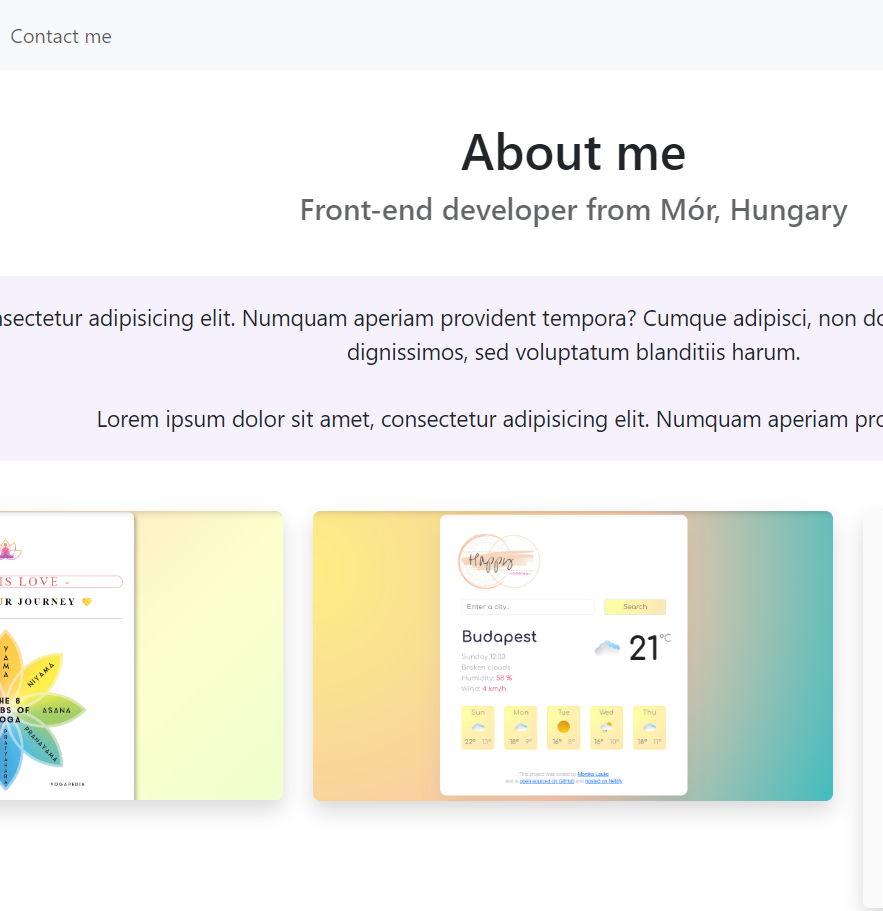 Contact me
About me
Front-end developer from Mór, Hungary
nsectetur adipisicing elit. Numquam aperiam provident tempora? Cumque adipisci, non do
dignissimos, sed voluptatum blanditiis harum.
Lorem ipsum dolor sit amet, consectetur adipisicing elit. Numquam aperiam pro
IS LOVE -
UR JOURNEY 💛
YAMA
NIYAMA
HE 8
BS OF
OGA
ASANA
PRANAYAMA
PRATYAHARA
YOGAPEDIA
Happy
Enter a city..
Search
Budapest
21°C
Sunday 12:33
Broken clouds
Humidity: 58 %
Wind: 4 km/h
Sun Mon Tue Wed Thu
22° 13° 18° 9° 16° 8° 16° 10° 18° 11°
This project was coded by Monika Lauko
and is open-sourced on GitHub and hosted on Netlify